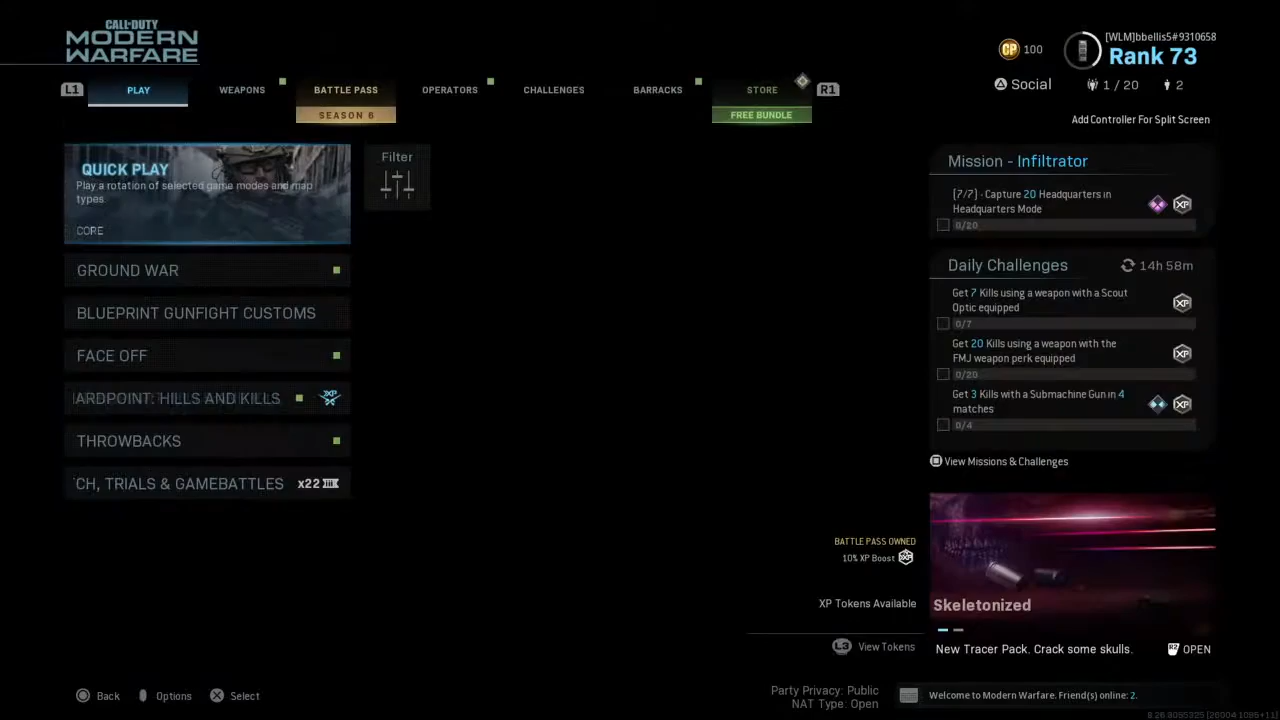 CALL OF DUTY
MODERN
WARFARE
CP 100
[WLM]bbellis5#9310658
Rank 73
Social
1 / 20
2
Add Controller For Split Screen
L1
PLAY
WEAPONS
BATTLE PASS
SEASON 6
OPERATORS
CHALLENGES
BARRACKS
STORE
FREE BUNDLE
R1
QUICK PLAY
Play a rotation of selected game modes and map
types.
CORE
Filter
GROUND WAR
BLUEPRINT GUNFIGHT CUSTOMS
FACE OFF
ARDPOINT: HILLS AND KILLS
XP
THROWBACKS
CH, TRIALS & GAMEBATTLES x22
Mission - Infiltrator
[7/7] - Capture 20 Headquarters in
Headquarters Mode
XP
0/20
Daily Challenges
14h 58m
Get 7 Kills using a weapon with a Scout
Optic equipped
XP
0/7
Get 20 Kills using a weapon with the
FMJ weapon perk equipped
XP
0/20
Get 3 Kills with a Submachine Gun in 4
matches
XP
0/4
View Missions & Challenges
BATTLE PASS OWNED
10% XP Boost
XP Tokens Available
L3 View Tokens
Skeletonized
New Tracer Pack. Crack some skulls.
R2 OPEN
Back
Options
Select
Party Privacy: Public
NAT Type: Open
Welcome to Modern Warfare. Friend(s) online: 2.